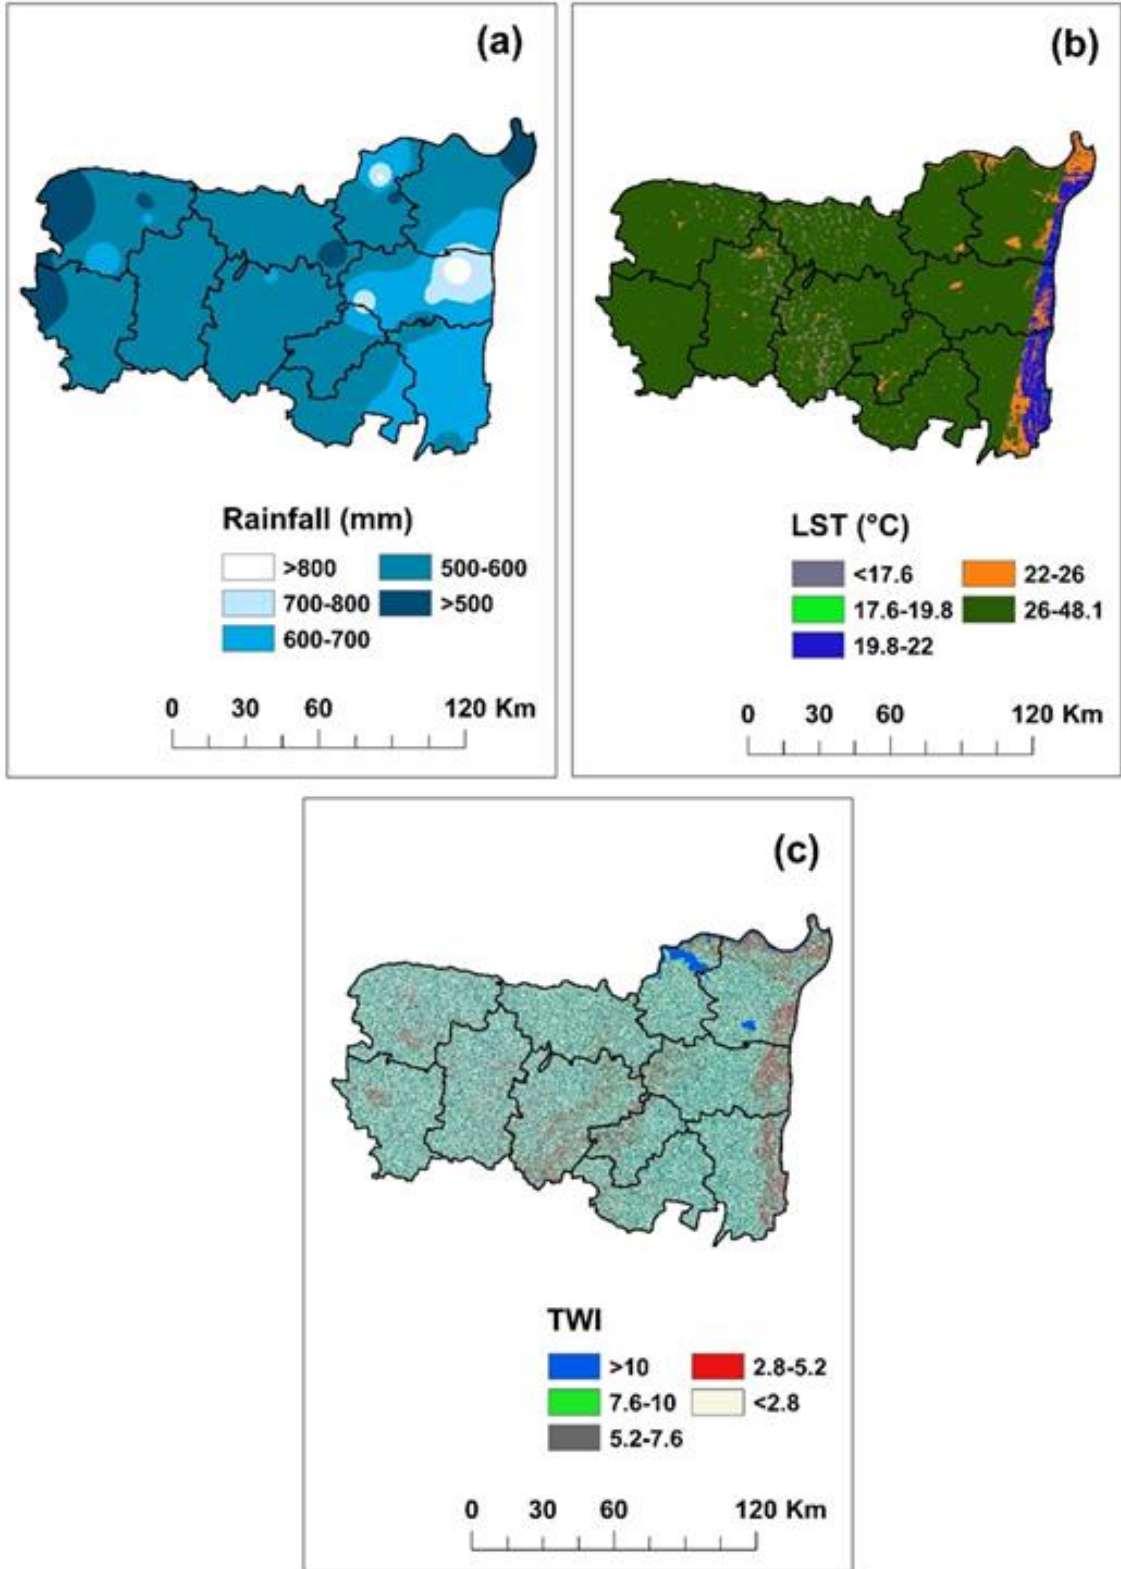 (a)
Rainfall (mm)
>800 500-600
700-800 >500
600-700
0 30 60 120 Km
(b)
LST (°C)
<17.6 22-26
17.6-19.8 26-48.1
19.8-22
0 30 60 120 Km
(c)
TWI
>10 2.8-5.2
7.6-10 <2.8
5.2-7.6
0 30 60 120 Km